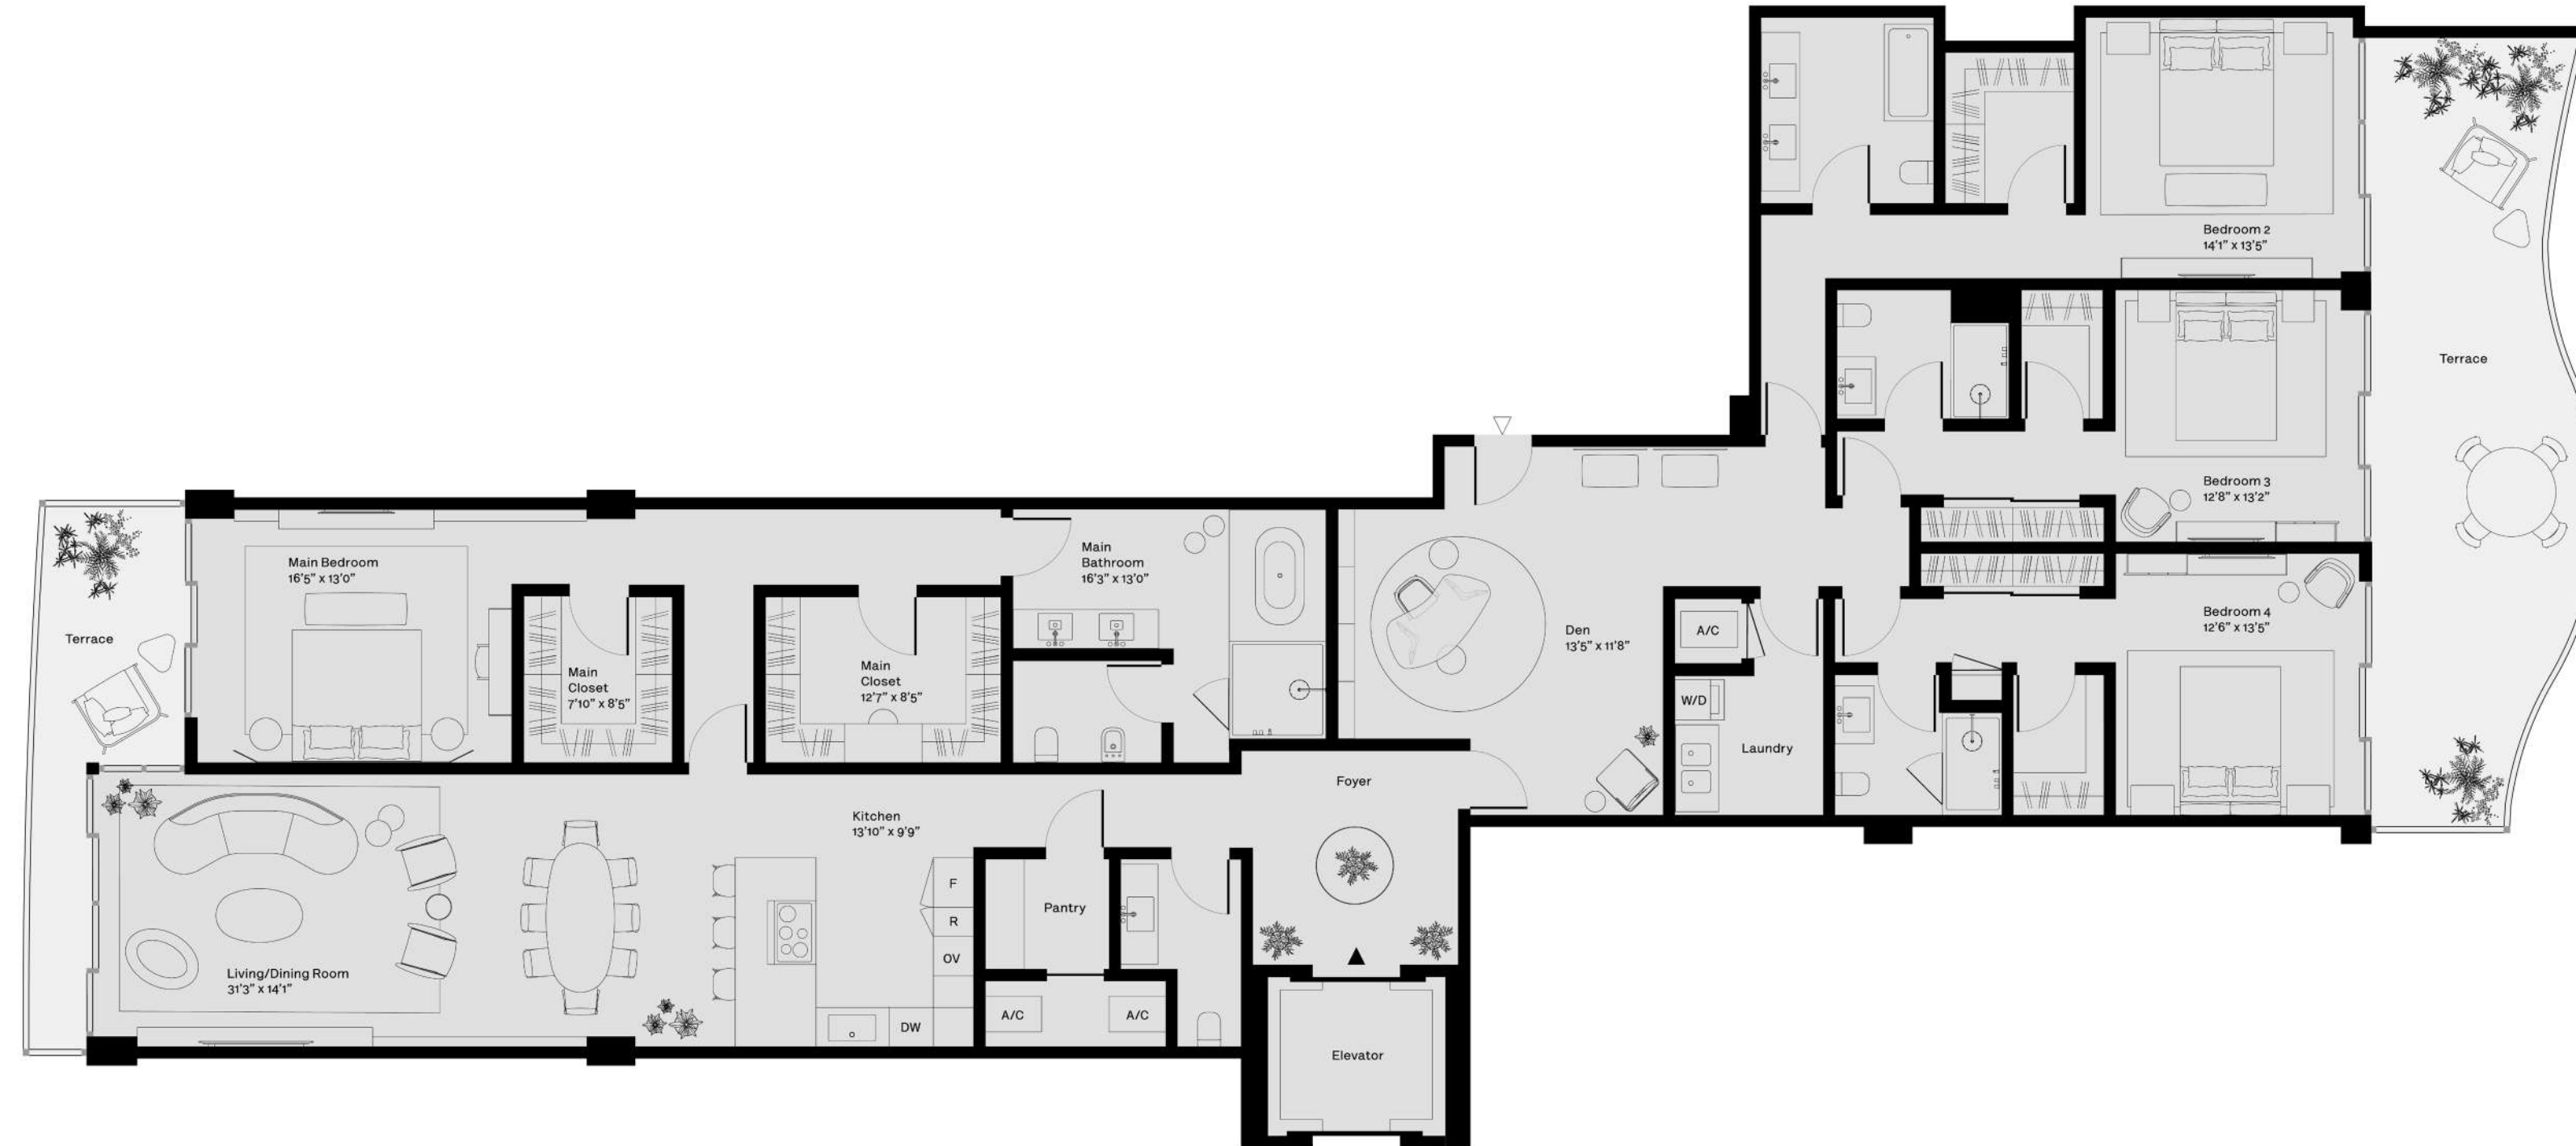 Bedroom 2
14'1" x 13'5"
Terrace
Bedroom 3
12'8" x 13'2"
Main Bedroom
16'5" x 13'0"
Main
Bathroom
16'3" x 13'0"
Terrace
Main
Closet
7'10" x 8'5"
Main
Closet
12'7" x 8'5"
Den
13'5" x 11'8"
A/C
W/D
Laundry
Bedroom 4
12'6" x 13'5"
Foyer
Kitchen
13'10" x 9'9"
F
R
OV
DW
Pantry
Living/Dining Room
31'3" x 14'1"
A/C
A/C
Elevator